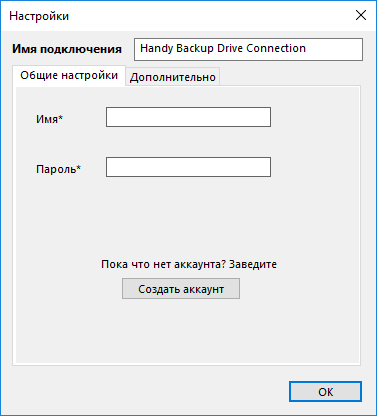 Настройки
Имя подключения Handy Backup Drive Connection
Общие настройки Дополнительно
Имя*
Пароль*
Пока что нет аккаунта? Заведите
Создать аккаунт
OK